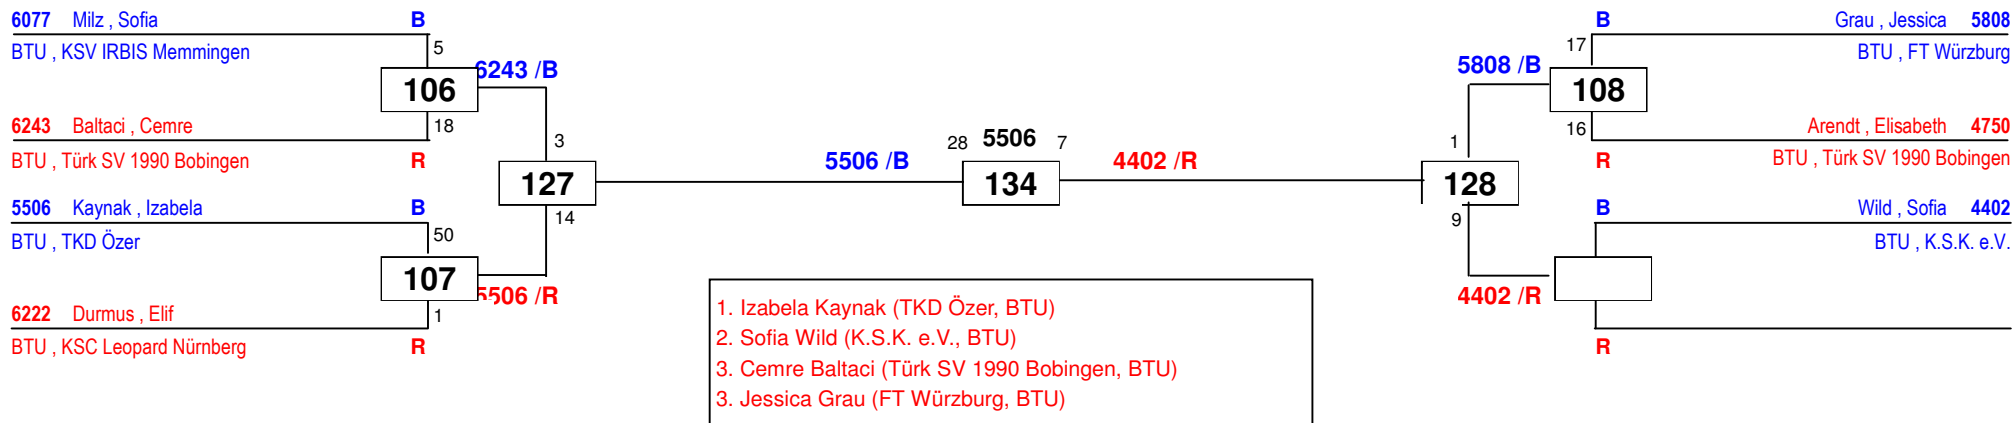 6077 Milz , Sofia B
BTU , KSV IRBIS Memmingen
5
106
6243 /B
18
6243 Baltaci , Cemre
BTU , Türk SV 1990 Bobingen R
3
127
14
5506 Kaynak , Izabela B
BTU , TKD Özer
50
107
5506 /R
1
6222 Durmus , Elif
BTU , KSC Leopard Nürnberg R
5506 /B
28 5506 7
134
4402 /R
B Grau , Jessica 5808
17 BTU , FT Würzburg
5808 /B
108
16 Arendt , Elisabeth 4750
R BTU , Türk SV 1990 Bobingen
1
128
9
B Wild , Sofia 4402
BTU , K.S.K. e.V.
4402 /R
R
1. Izabela Kaynak (TKD Özer, BTU)
2. Sofia Wild (K.S.K. e.V., BTU)
3. Cemre Baltaci (Türk SV 1990 Bobingen, BTU)
3. Jessica Grau (FT Würzburg, BTU)